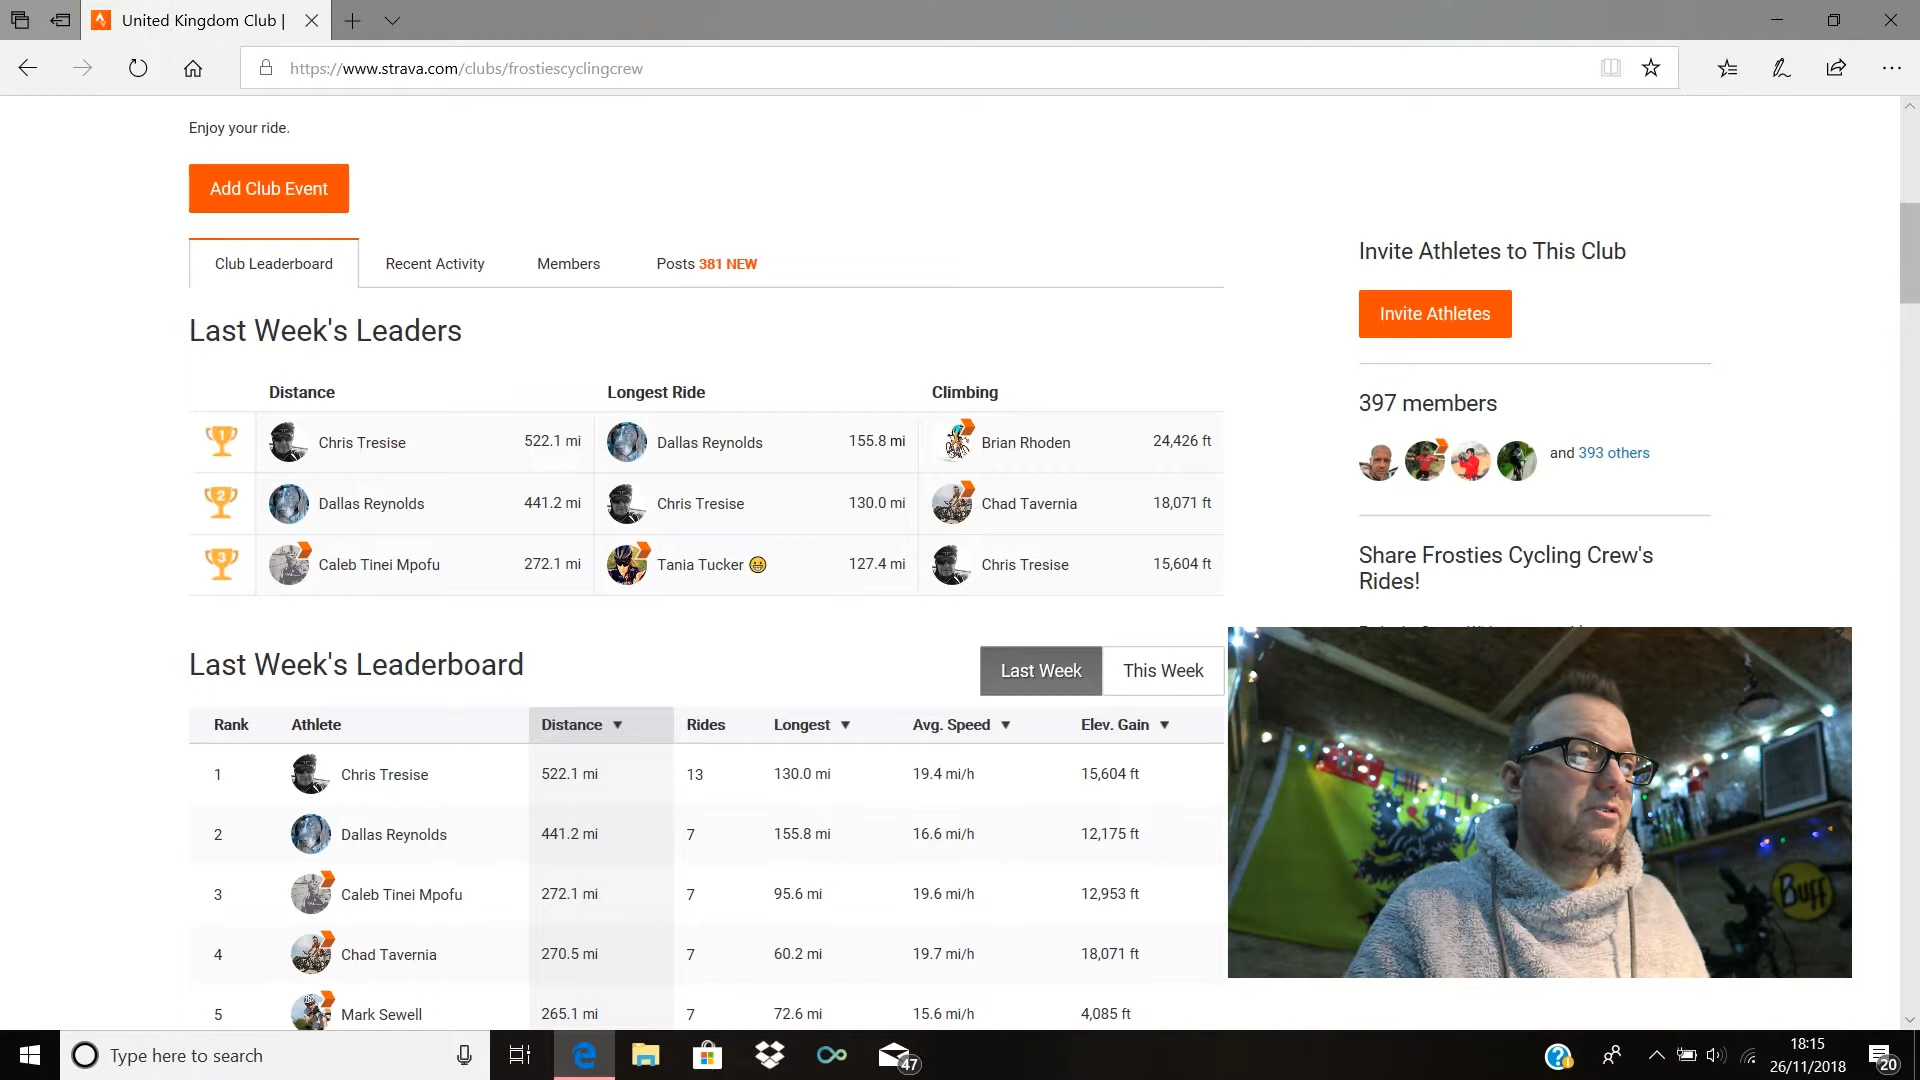 United Kingdom Club |
https://www.strava.com/clubs/frostiescyclingcrew
Enjoy your ride.
Add Club Event
Club Leaderboard Recent Activity Members Posts 381 NEW
Last Week's Leaders
Distance Longest Ride Climbing
1 Chris Tresise 522.1 mi Dallas Reynolds 155.8 mi Brian Rhoden 24,426 ft
2 Dallas Reynolds 441.2 mi Chris Tresise 130.0 mi Chad Tavernia 18,071 ft
3 Caleb Tinei Mpofu 272.1 mi Tania Tucker 😀 127.4 mi Chris Tresise 15,604 ft
Last Week's Leaderboard Last Week This Week
Rank Athlete Distance ▼ Rides Longest ▼ Avg. Speed ▼ Elev. Gain ▼
1 Chris Tresise 522.1 mi 13 130.0 mi 19.4 mi/h 15,604 ft
2 Dallas Reynolds 441.2 mi 7 155.8 mi 16.6 mi/h 12,175 ft
3 Caleb Tinei Mpofu 272.1 mi 7 95.6 mi 19.6 mi/h 12,953 ft
4 Chad Tavernia 270.5 mi 7 60.2 mi 19.7 mi/h 18,071 ft
5 Mark Sewell 265.1 mi 7 72.6 mi 15.6 mi/h 4,085 ft
Invite Athletes to This Club
Invite Athletes
397 members
and 393 others
Share Frosties Cycling Crew's
Rides!
BUFF
Type here to search
47
18:15
26/11/2018
20